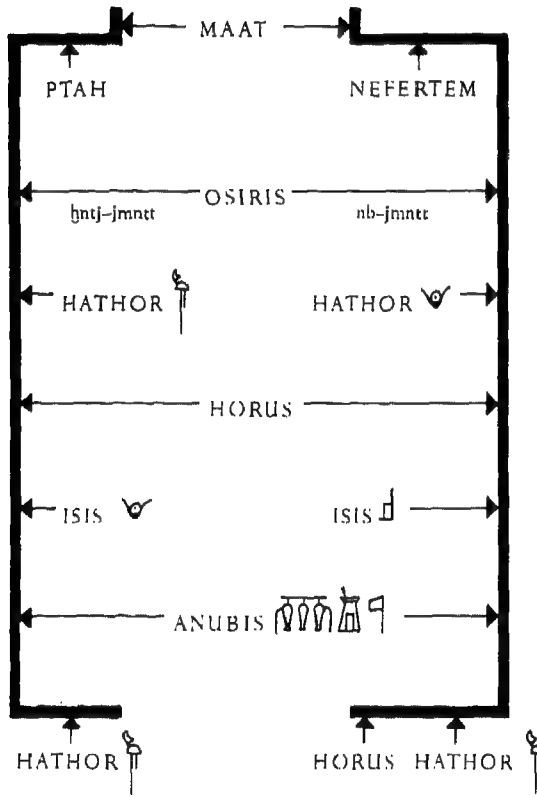 MAAT
PTAH NEFERTEM
OSIRIS
ḫntj-jmntt nb-jmntt
HATHOR HATHOR
HORUS
ISIS ISIS
ANUBIS
HATHOR HORUS HATHOR